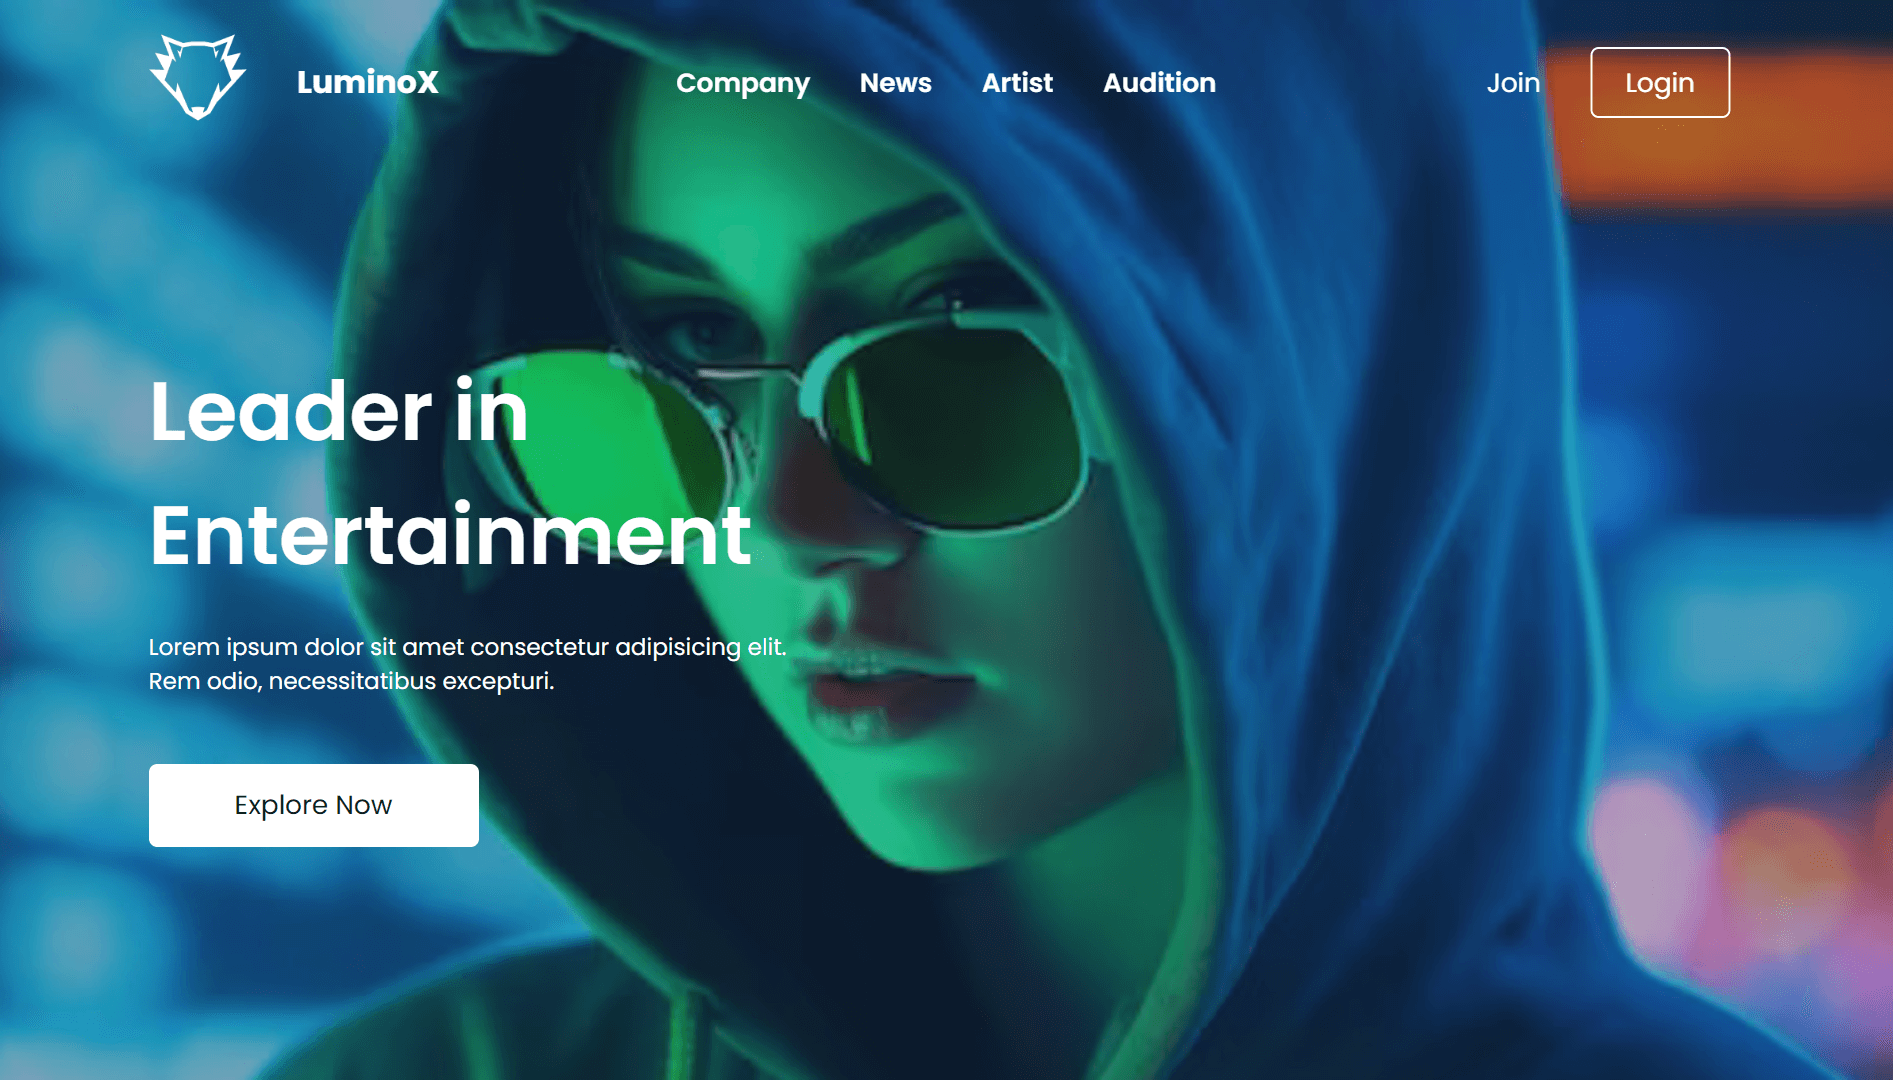 LuminoX
Company News Artist Audition
Join Login
Leader in
Entertainment
Lorem ipsum dolor sit amet consectetur adipisicing elit.
Rem odio, necessitatibus excepturi.
Explore Now